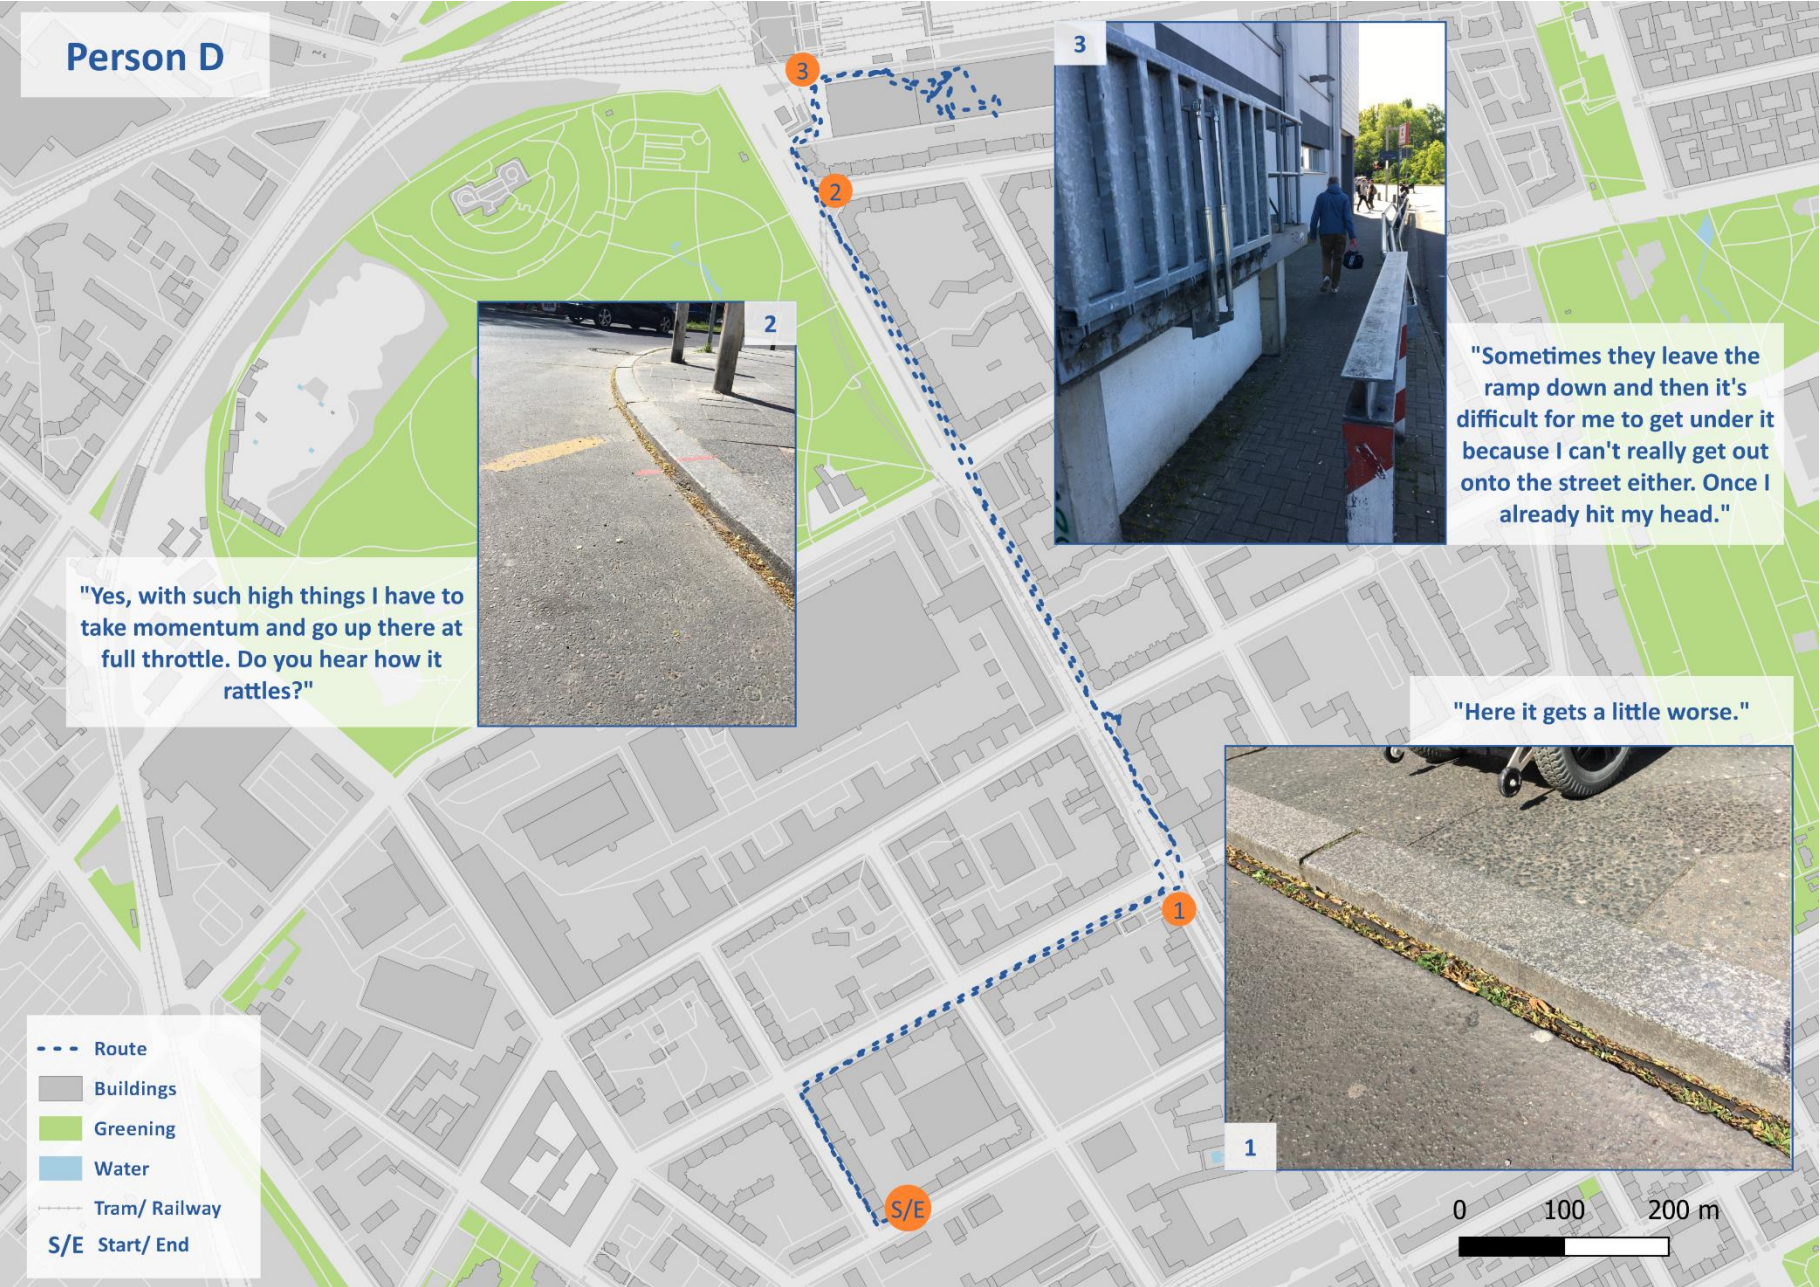 Person D
3
3
2
2
"Sometimes they leave the
ramp down and then it's
difficult for me to get under it
because I can't really get out
onto the street either. Once I
already hit my head."
"Yes, with such high things I have to
take momentum and go up there at
full throttle. Do you hear how it
rattles?"
"Here it gets a little worse."
1
1
Route
Buildings
Greening
Water
Tram/ Railway
S/E Start/ End
S/E
0 100 200 m